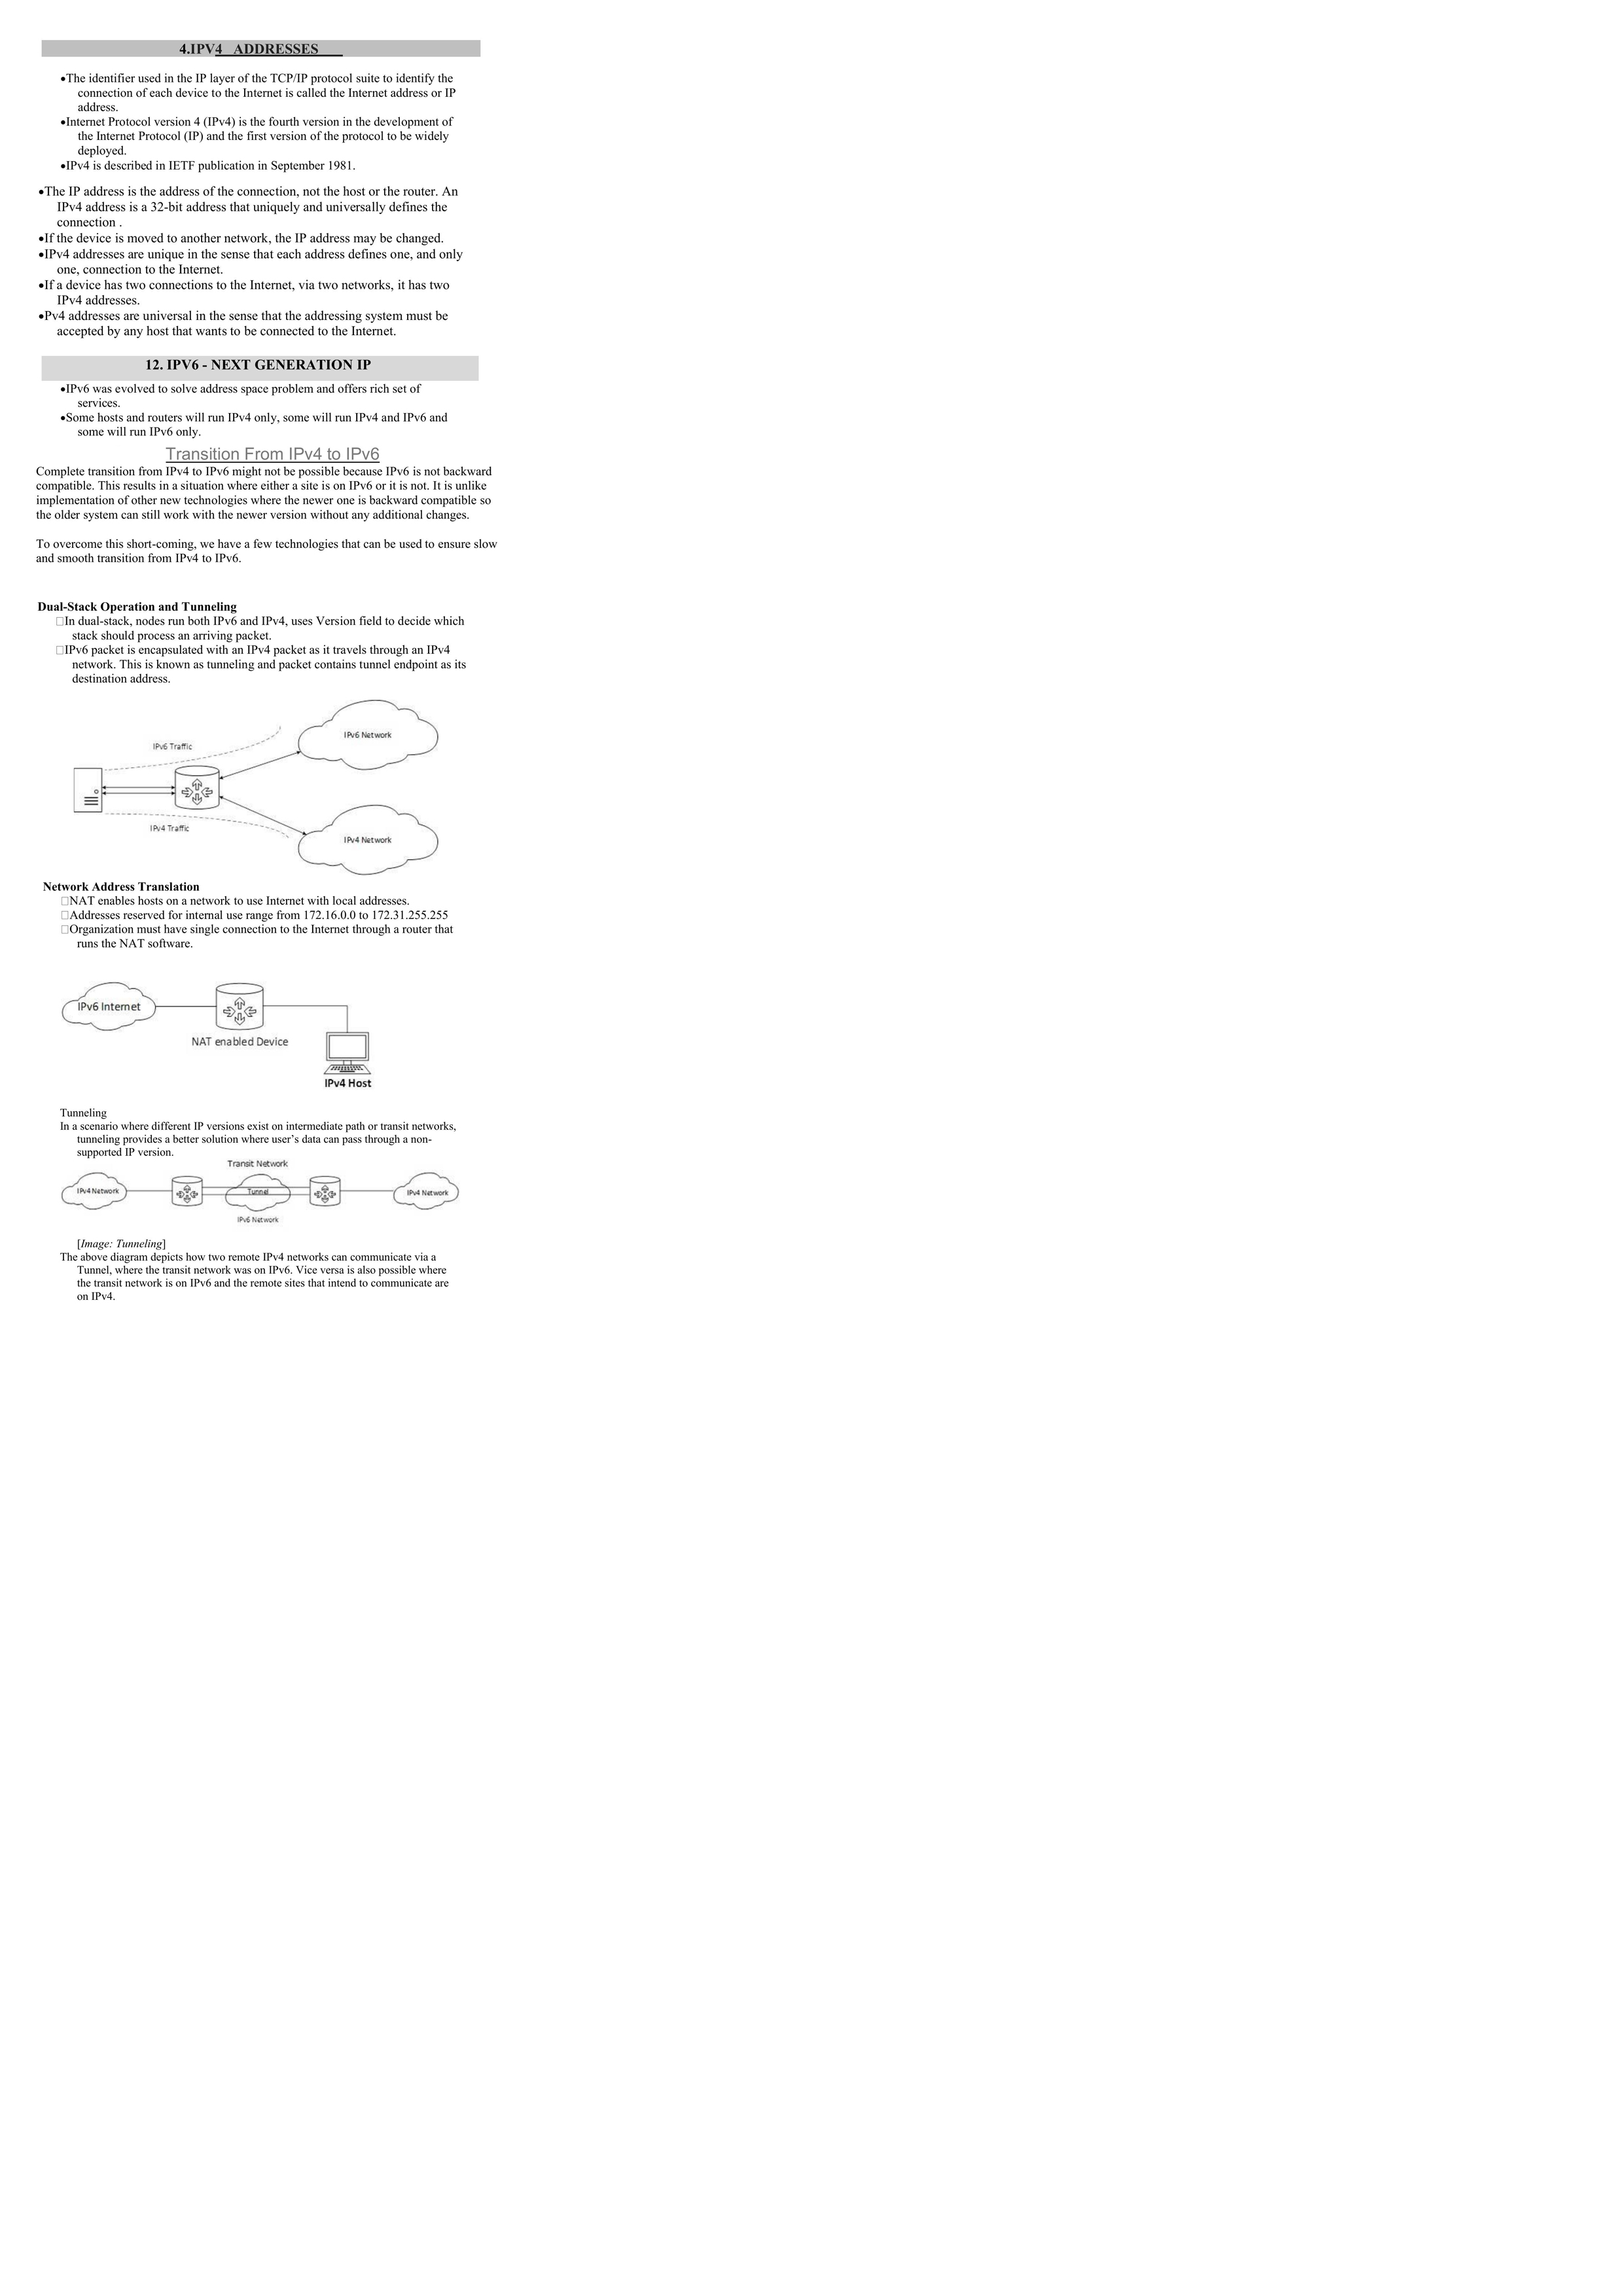 4.IPV4 ADDRESSES
•The identifier used in the IP layer of the TCP/IP protocol suite to identify the
connection of each device to the Internet is called the Internet address or IP
address.
•Internet Protocol version 4 (IPv4) is the fourth version in the development of
the Internet Protocol (IP) and the first version of the protocol to be widely
deployed.
•IPv4 is described in IETF publication in September 1981.
•The IP address is the address of the connection, not the host or the router. An
IPv4 address is a 32-bit address that uniquely and universally defines the
connection .
•If the device is moved to another network, the IP address may be changed.
•IPv4 addresses are unique in the sense that each address defines one, and only
one, connection to the Internet.
•If a device has two connections to the Internet, via two networks, it has two
IPv4 addresses.
•Pv4 addresses are universal in the sense that the addressing system must be
accepted by any host that wants to be connected to the Internet.
12. IPV6 - NEXT GENERATION IP
•IPv6 was evolved to solve address space problem and offers rich set of
services.
•Some hosts and routers will run IPv4 only, some will run IPv4 and IPv6 and
some will run IPv6 only.
Transition From IPv4 to IPv6
Complete transition from IPv4 to IPv6 might not be possible because IPv6 is not backward
compatible. This results in a situation where either a site is on IPv6 or it is not. It is unlike
implementation of other new technologies where the newer one is backward compatible so
the older system can still work with the newer version without any additional changes.
To overcome this short-coming, we have a few technologies that can be used to ensure slow
and smooth transition from IPv4 to IPv6.
Dual-Stack Operation and Tunneling
□In dual-stack, nodes run both IPv6 and IPv4, uses Version field to decide which
stack should process an arriving packet.
□IPv6 packet is encapsulated with an IPv4 packet as it travels through an IPv4
network. This is known as tunneling and packet contains tunnel endpoint as its
destination address.
IPv6 Network
IPv6 Traffic
IPv4 Traffic
IPv4 Network
Network Address Translation
□NAT enables hosts on a network to use Internet with local addresses.
□Addresses reserved for internal use range from 172.16.0.0 to 172.31.255.255
□Organization must have single connection to the Internet through a router that
runs the NAT software.
IPv6 Internet
NAT enabled Device
IPv4 Host
Tunneling
In a scenario where different IP versions exist on intermediate path or transit networks,
tunneling provides a better solution where user’s data can pass through a non-
supported IP version.
Transit Network
IPv4 Network
Tunnel
IPv4 Network
IPv6 Network
[Image: Tunneling]
The above diagram depicts how two remote IPv4 networks can communicate via a
Tunnel, where the transit network was on IPv6. Vice versa is also possible where
the transit network is on IPv6 and the remote sites that intend to communicate are
on IPv4.